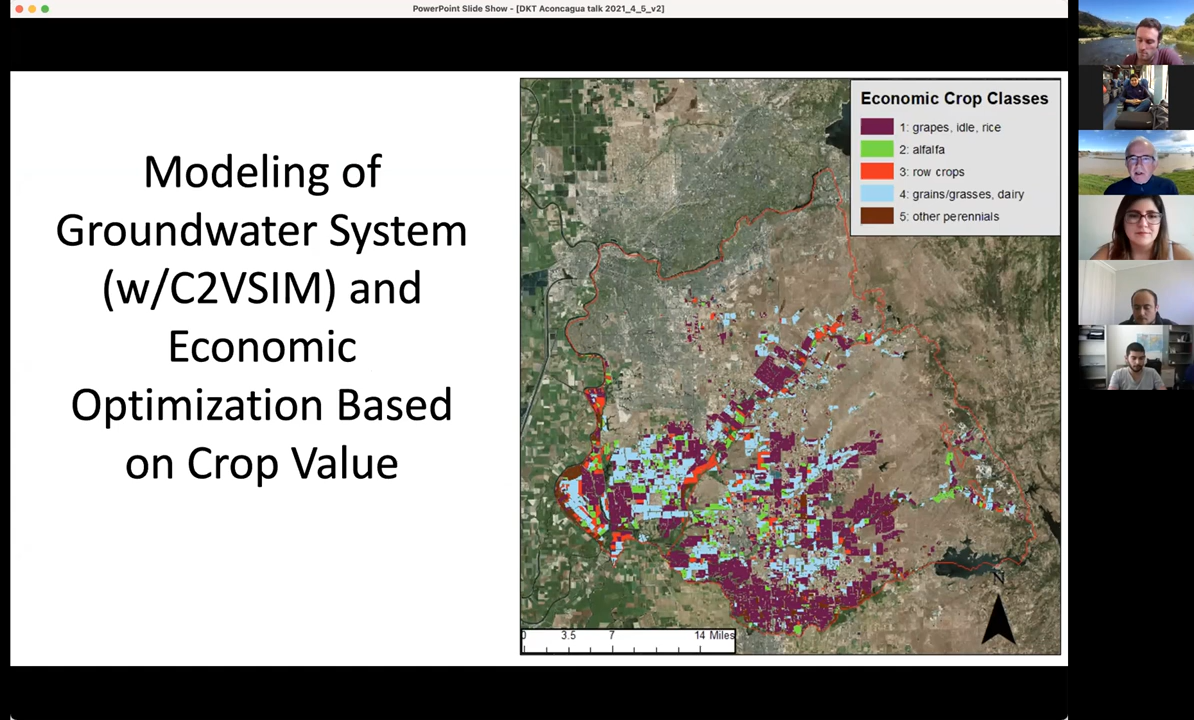 PowerPoint Slide Show - [DKT Aconcagua talk 2021_4_5_v2]
Modeling of
Groundwater System
(w/C2VSIM) and
Economic
Optimization Based
on Crop Value
Economic Crop Classes
1: grapes, idle, rice
2: alfalfa
3: row crops
4: grains/grasses, dairy
5: other perennials
N
0 3.5 7 14 Miles